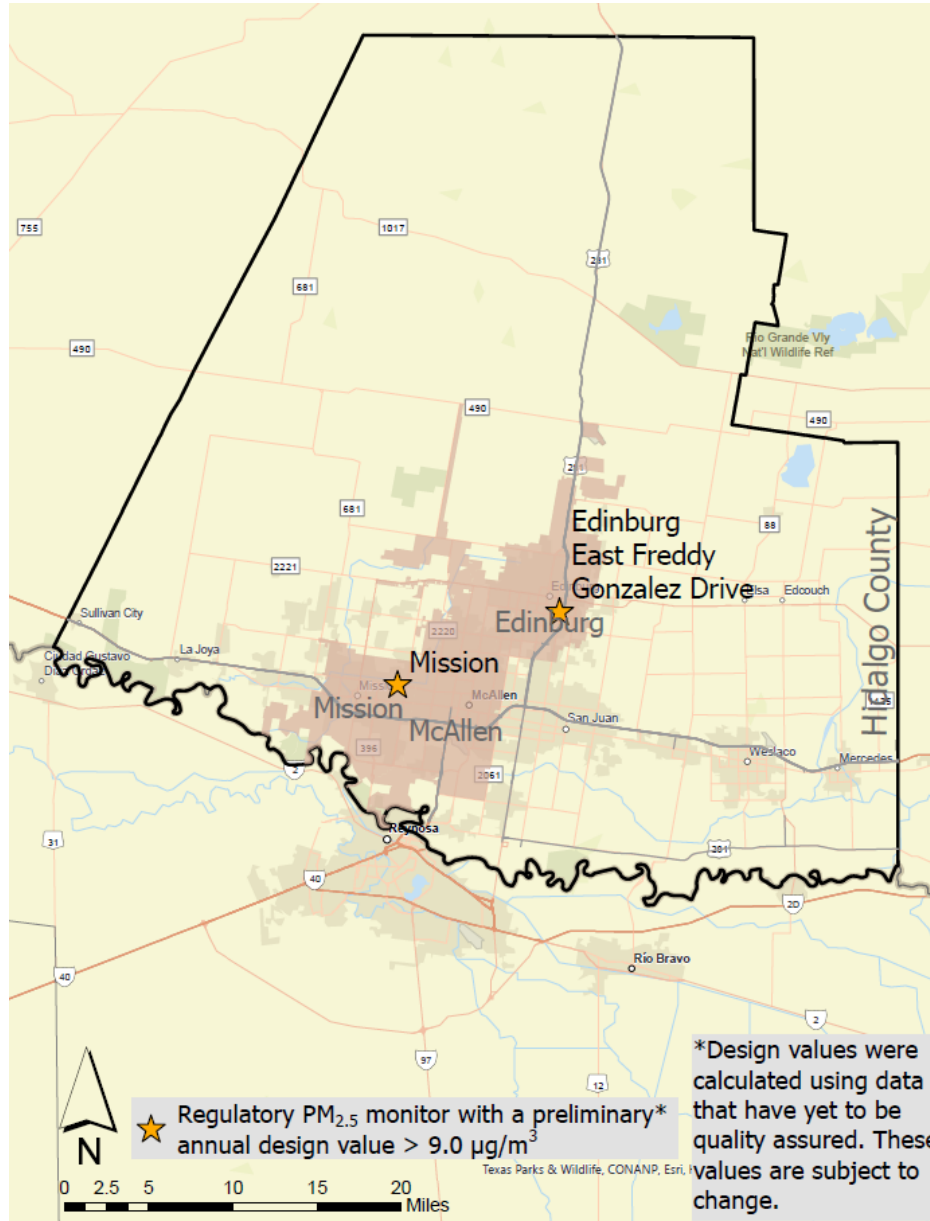 755
1017
281
681
490
Rio Grande Vly
Nat'l Wildlife Ref
490
490
281
681
88
Edinburg
East Freddy
Gonzalez Drive
2221
Elsa
Edcouch
Sullivan City
2220
Edinburg
Hidalgo County
La Joya
Ciudad Gustavo
Mission
Mission
McAllen
McAllen
San Juan
396
Weslaco
Mercedes
2
2061
31
Reynosa
281
40
2D
40
Río Bravo
2
97
12
N
Regulatory PM2.5 monitor with a preliminary*
annual design value > 9.0 µg/m³
*Design values were
calculated using data
that have yet to be
quality assured. These
values are subject to
change.
Texas Parks & Wildlife, CONANP, Esri,
0 2.5 5 10 15 20
Miles